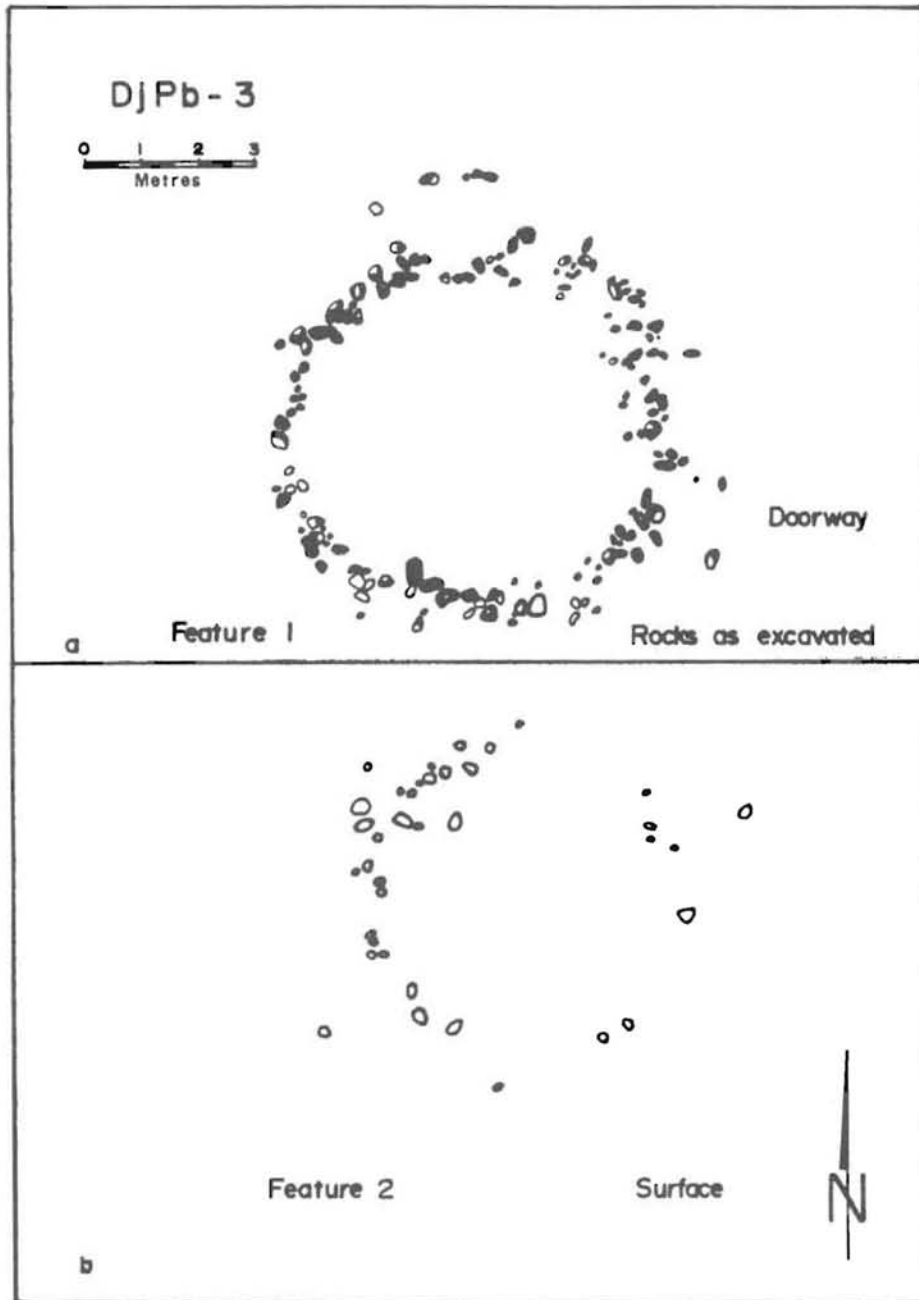 DjPb-3
0 1 2 3
Metres
Doorway
Feature 1
Rocks as excavated
a
Feature 2
Surface
N
b